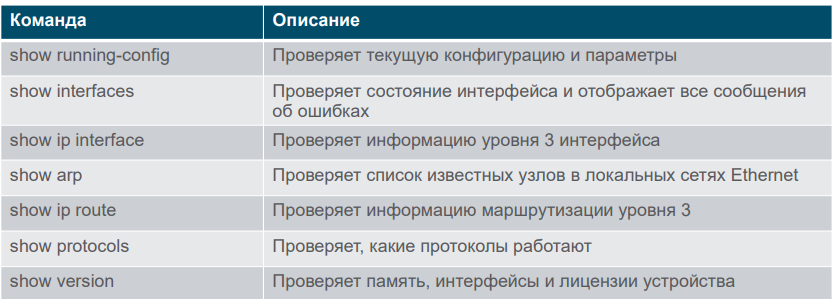 Команда Описание
show running-config Проверяет текущую конфигурацию и параметры
show interfaces Проверяет состояние интерфейса и отображает все сообщения
об ошибках
show ip interface Проверяет информацию уровня 3 интерфейса
show arp Проверяет список известных узлов в локальных сетях Ethernet
show ip route Проверяет информацию маршрутизации уровня 3
show protocols Проверяет, какие протоколы работают
show version Проверяет память, интерфейсы и лицензии устройства